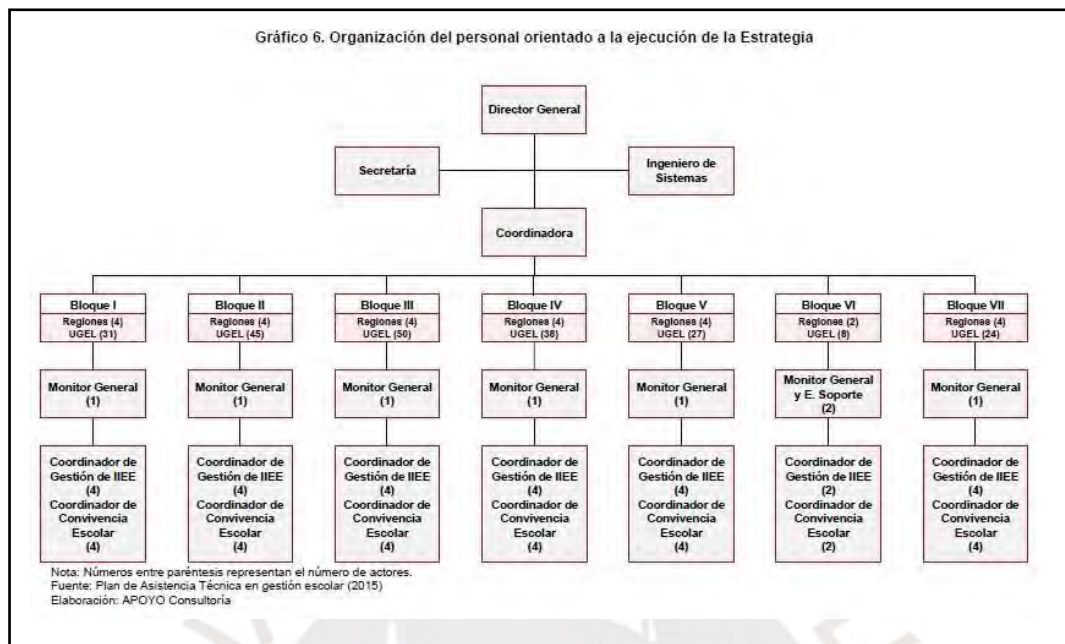 Gráfico 6. Organización del personal orientado a la ejecución de la Estrategia
Director General
Secretaría
Ingeniero de
Sistemas
Coordinadora
Bloque I
Regiones (4)
UGEL (31)
Monitor General
(1)
Coordinador de
Gestión de IIEE
(4)
Coordinador de
Convivencia
Escolar
(4)
Bloque II
Regiones (4)
UGEL (45)
Monitor General
(1)
Coordinador de
Gestión de IIEE
(4)
Coordinador de
Convivencia
Escolar
(4)
Bloque III
Regiones (4)
UGEL (50)
Monitor General
(1)
Coordinador de
Gestión de IIEE
(4)
Coordinador de
Convivencia
Escolar
(4)
Bloque IV
Regiones (4)
UGEL
Monitor General
(1)
Coordinador de
Gestión de IIEE
(4)
Coordinador de
Convivencia
Escolar
(4)
Bloque V
Regiones (4)
UGEL (27)
Monitor General
(1)
Coordinador de
Gestión de IIEE
(4)
Coordinador de
Convivencia
Escolar
(4)
Bloque VI
Regiones (2)
UGEL (8)
Monitor General
y E. Soporte
(2)
Coordinador de
Gestión de IIEE
(2)
Coordinador de
Convivencia
Escolar
(2)
Bloque VII
Regiones (4)
UGEL (24)
Monitor General
(1)
Coordinador de
Gestión de IIEE
(4)
Coordinador de
Convivencia
Escolar
(4)
Nota: Números entre paréntesis representan el número de actores.
Fuente: Plan de Asistencia Técnica en gestión escolar (2015)
Elaboración: APOYO Consultoría